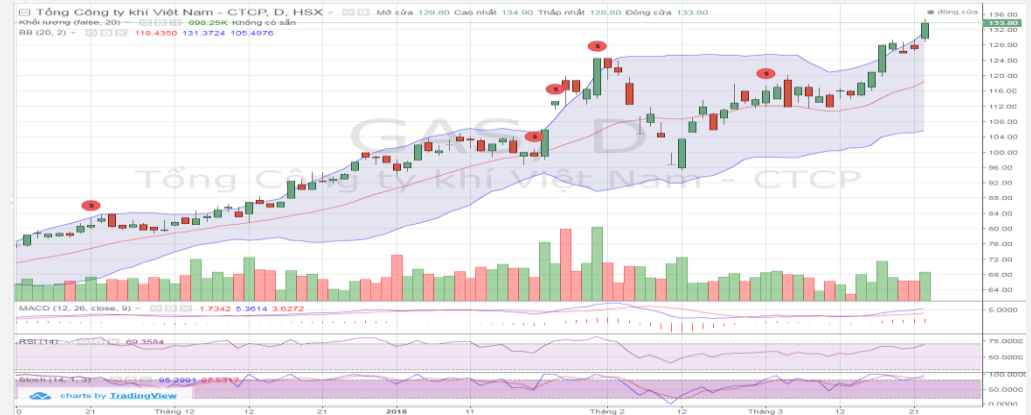 Tổng Công ty khí Việt Nam - CTCP, D, HSX Mở cửa 129.80 Cao nhất 134.90 Thấp nhất 128.80 Đóng cửa 133.80
đóng cửa
Khối lượng (false, 20) 898.25K Không có sẵn
BB (20, 2) 118.4350 131.3724 105.4976
136.00
133.80
132.00
128.00
124.00
120.00
116.00
112.00
108.00
104.00
100.00
96.00
92.00
88.00
84.00
80.00
76.00
72.00
68.00
64.00
S
S
S
S
S
GAS, D
Tổng Công ty khí Việt Nam - CTCP
MACD (12, 26, close, 9) 1.7342 5.3614 3.6272
5.0000
RSI (14) 69.3584
75.0000
50.0000
Stoch (14, 1, 3) 95.2991
100.0000
50.0000
0.0000
charts by TradingView
21 Tháng 12 12 21 2018 11 Tháng 2 12 Tháng 3 12 21